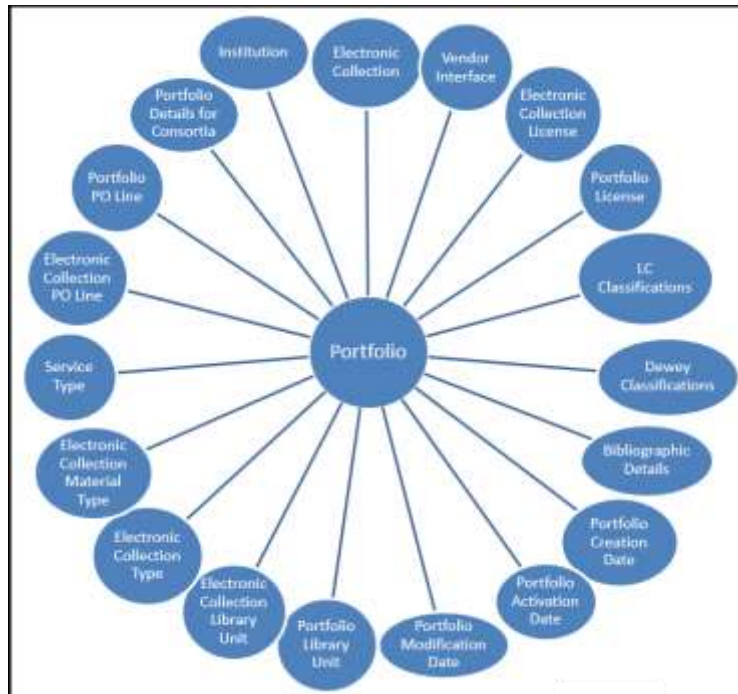 Institution
Electronic
Collection
Vendor
Interface
Electronic
Collection
License
Portfolio
License
LC
Classifications
Dewey
Classifications
Bibliographic
Details
Portfolio
Creation
Date
Portfolio
Activation
Date
Portfolio
Modification
Date
Portfolio
Library
Unit
Electronic
Collection
Library
Unit
Electronic
Collection
Type
Electronic
Collection
Material
Type
Service
Type
Electronic
Collection
PO Line
Portfolio
PO Line
Portfolio
Details for
Consortia
Portfolio